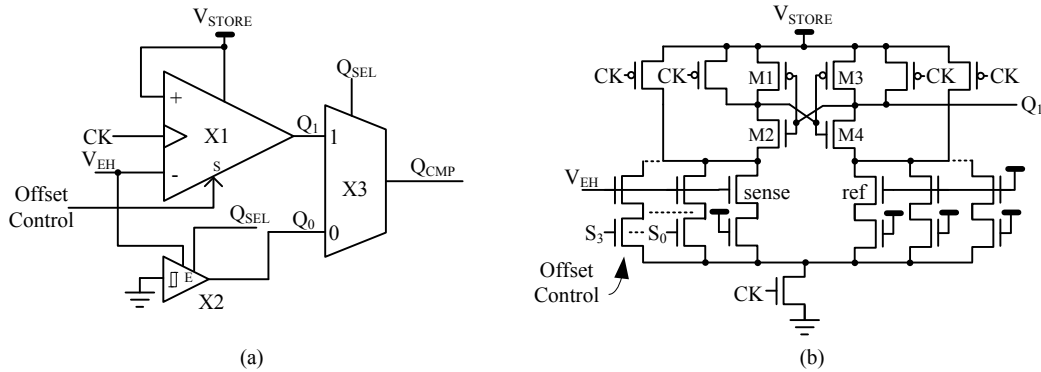 V_STORE
Q_SEL
+
CK
X1
Q_1
1
V_EH
-
S
X3
Q_CMP
Offset
Control
Q_SEL
Q_0
0
E
X2
(a)
V_STORE
CK
CK
M1
M3
CK
CK
Q_1
M2
M4
V_EH
sense
ref
S_3
S_0
Offset
Control
CK
(b)